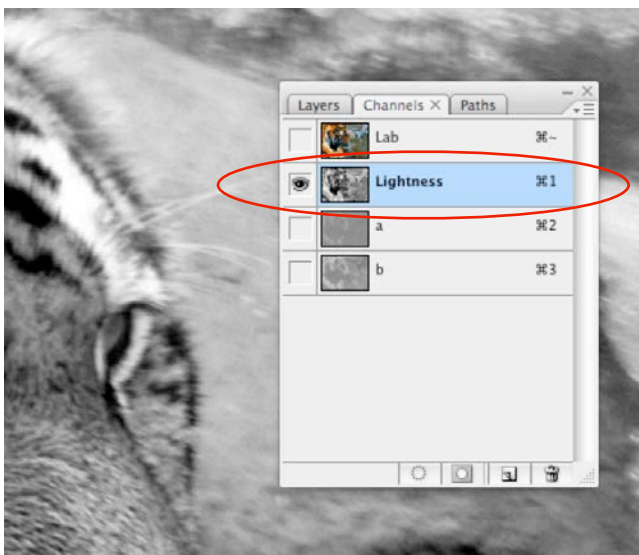 Layers Channels × Paths
Lab ⌘~
Lightness ⌘1
a ⌘2
b ⌘3